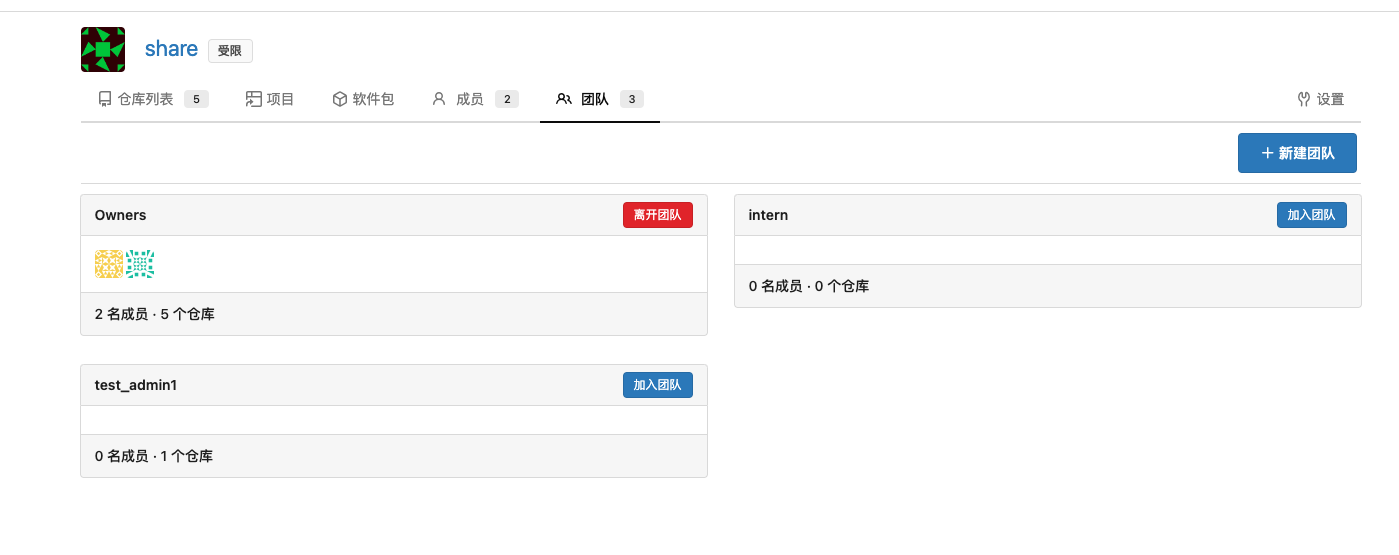 share 受限
仓库列表 5 项目 软件包 成员 2 团队 3 设置
新建团队
Owners 离开团队
2 名成员 · 5 个仓库
intern 加入团队
0 名成员 · 0 个仓库
test_admin1 加入团队
0 名成员 · 1 个仓库